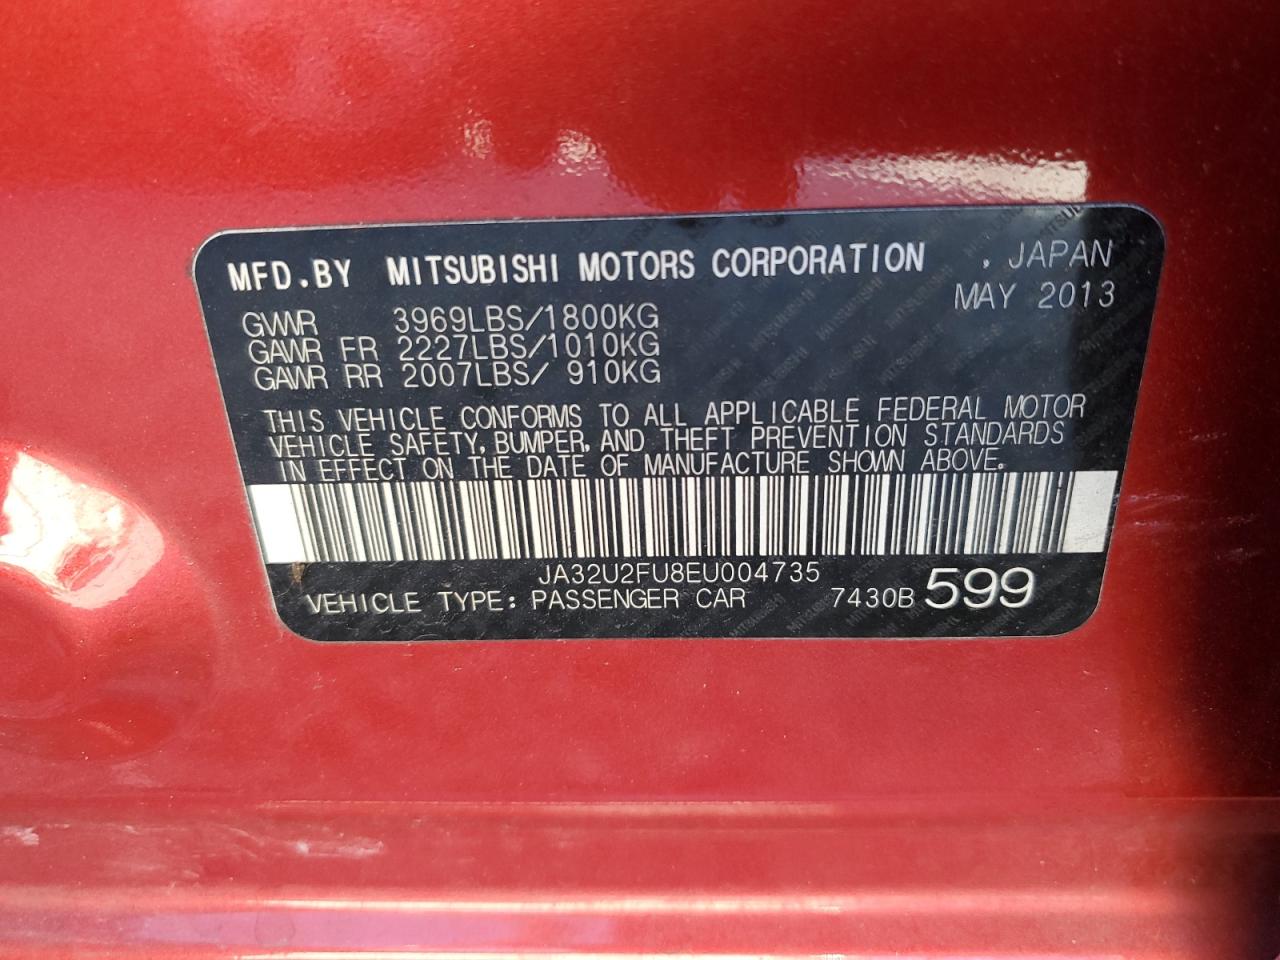 MFD.BY MITSUBISHI MOTORS CORPORATION , JAPAN
MAY 2013
GVWR 3969LBS/1800KG
GAWR FR 2227LBS/1010KG
GAWR RR 2007LBS/ 910KG
THIS VEHICLE CONFORMS TO ALL APPLICABLE FEDERAL MOTOR
VEHICLE SAFETY, BUMPER, AND THEFT PREVENTION STANDARDS
IN EFFECT ON THE DATE OF MANUFACTURE SHOWN ABOVE.
JA32U2FU8EU004735
VEHICLE TYPE: PASSENGER CAR 7430B 599